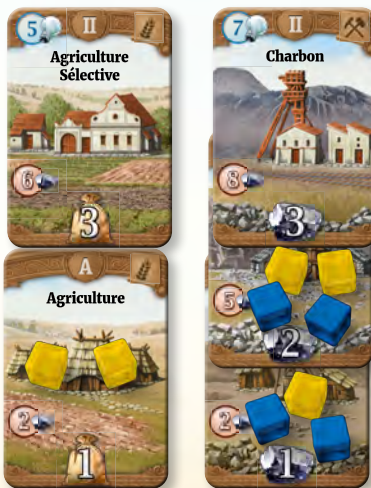 5 II
Agriculture
Sélective
6
3
7 II
Charbon
8
3
A
Agriculture
2
1
5
2
2
1